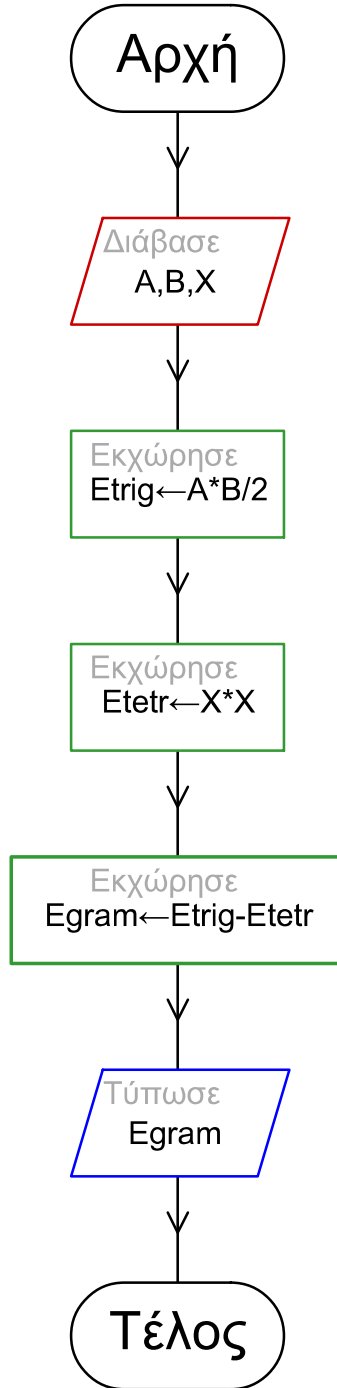 Αρχή
Διάβασε
A,B,X
Εκχώρησε
Etrig←A*B/2
Εκχώρησε
Etetr←X*X
Εκχώρησε
Egram←Etrig-Etetr
Τύπωσε
Egram
Τέλος